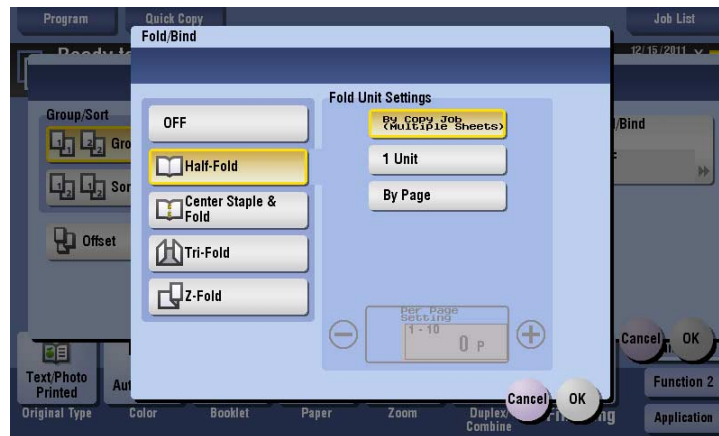 Program
Quick Copy
Job List
Fold/Bind
12/15/2011
Group/Sort
OFF
Half-Fold
Center Staple &
Fold
Tri-Fold
Z-Fold
Offset
Fold Unit Settings
By Copy Job
(Multiple Sheets)
1 Unit
By Page
Per Page
Setting
1 - 10
0 P
Cancel
OK
Cancel
OK
Text/Photo
Printed
Function 2
Original Type
Color
Booklet
Paper
Zoom
Duplex/
Combine
Application